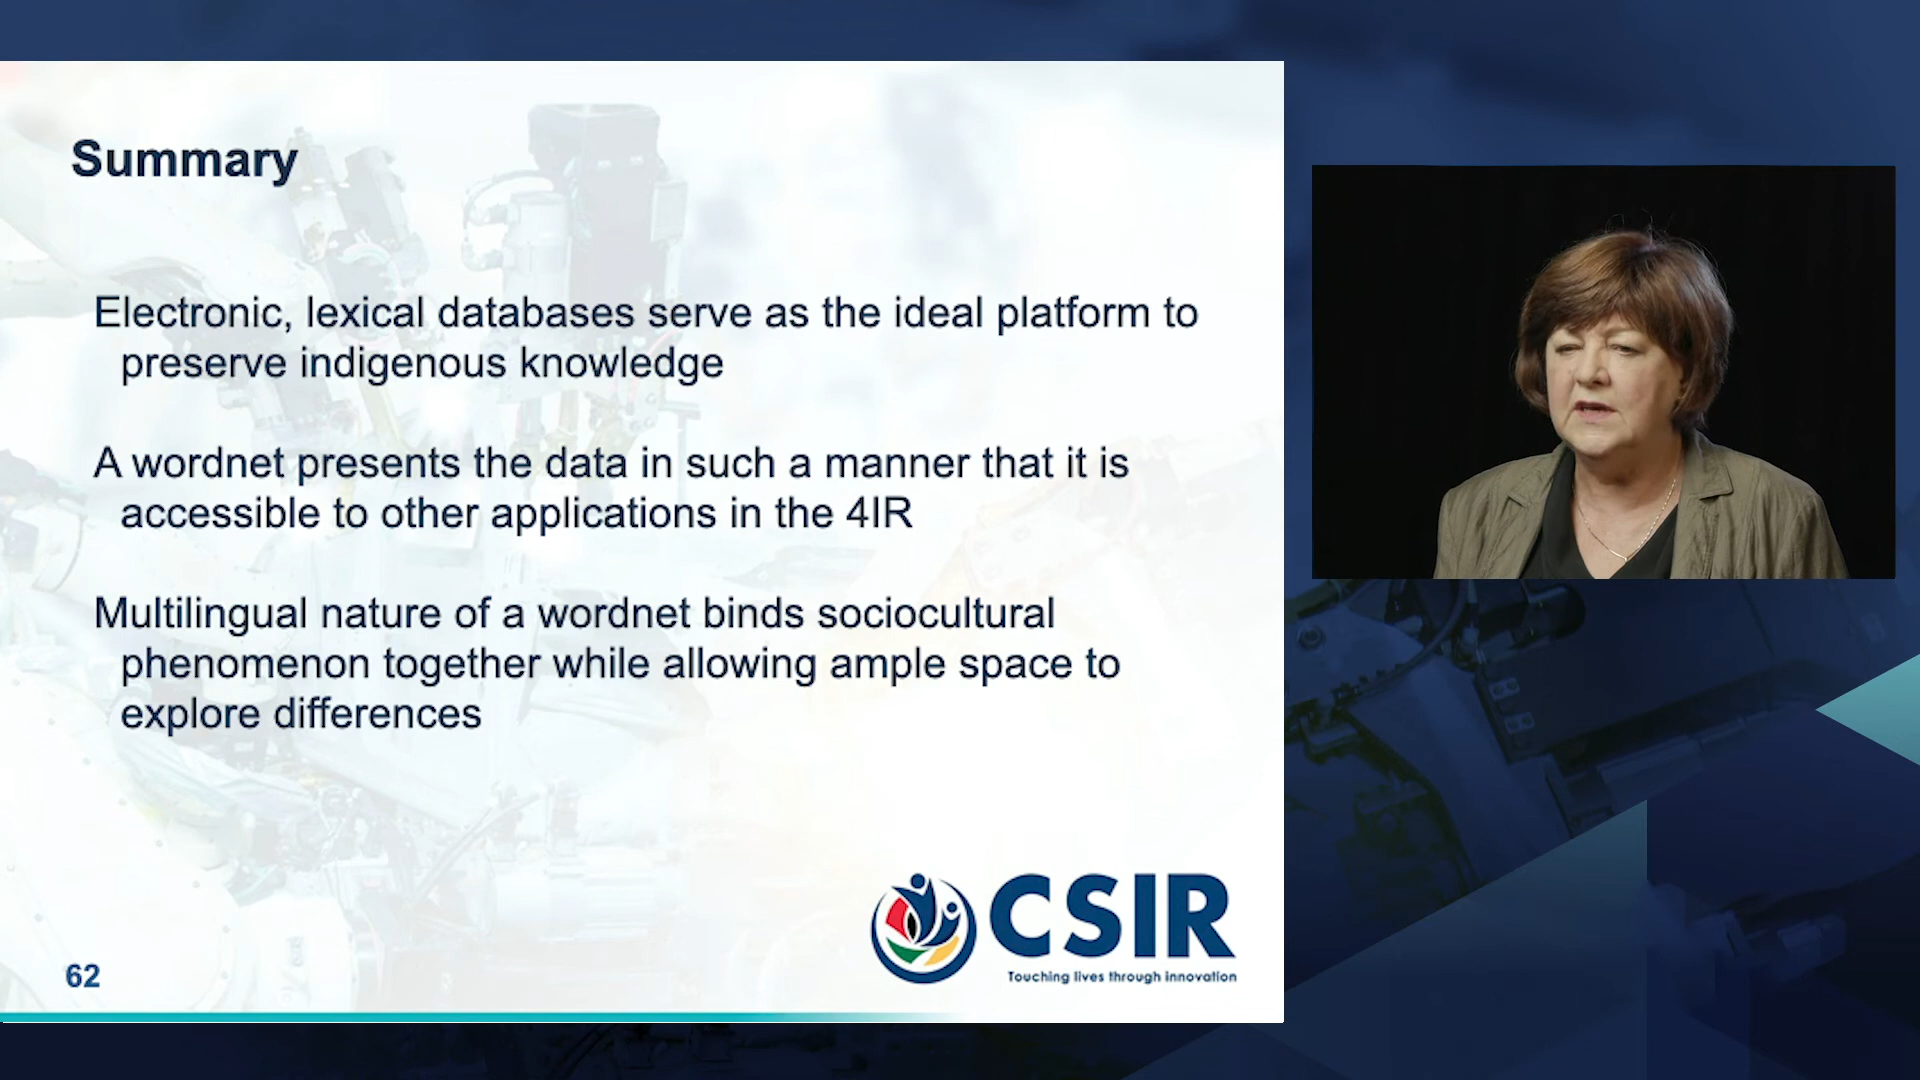 Summary
Electronic, lexical databases serve as the ideal platform to
preserve indigenous knowledge
A wordnet presents the data in such a manner that it is
accessible to other applications in the 4IR
Multilingual nature of a wordnet binds sociocultural
phenomenon together while allowing ample space to
explore differences
CSIR
Touching lives through innovation
62